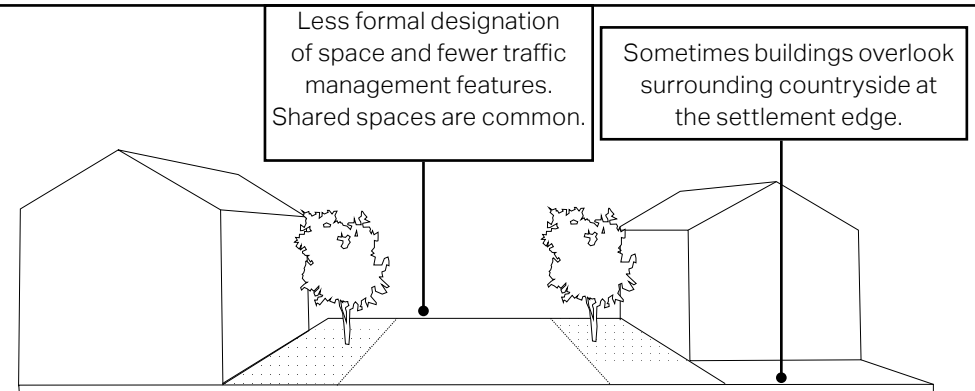 Less formal designation
of space and fewer traffic
management features.
Shared spaces are common.
Sometimes buildings overlook
surrounding countryside at
the settlement edge.